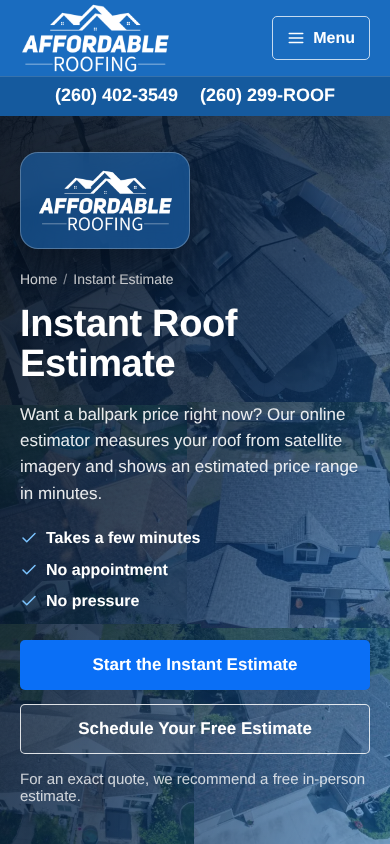 AFFORDABLE
ROOFING
Menu
(260) 402-3549 (260) 299-ROOF
AFFORDABLE
ROOFING
Home / Instant Estimate
Instant Roof
Estimate
Want a ballpark price right now? Our online
estimator measures your roof from satellite
imagery and shows an estimated price range
in minutes.
Takes a few minutes
No appointment
No pressure
Start the Instant Estimate
Schedule Your Free Estimate
For an exact quote, we recommend a free in-person
estimate.